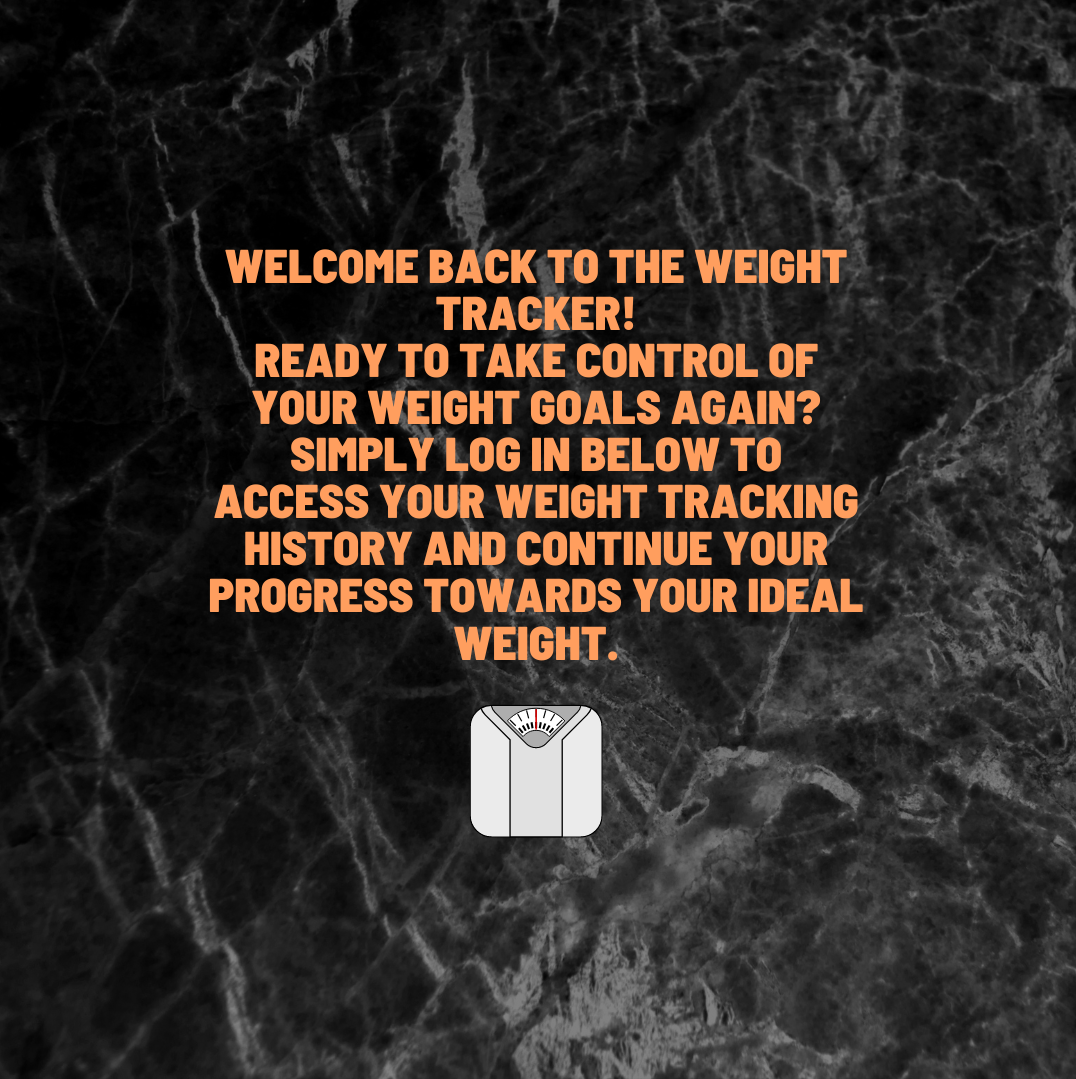 WELCOME BACK TO THE WEIGHT
TRACKER!
READY TO TAKE CONTROL OF
YOUR WEIGHT GOALS AGAIN?
SIMPLY LOG IN BELOW TO
ACCESS YOUR WEIGHT TRACKING
HISTORY AND CONTINUE YOUR
PROGRESS TOWARDS YOUR IDEAL
WEIGHT.